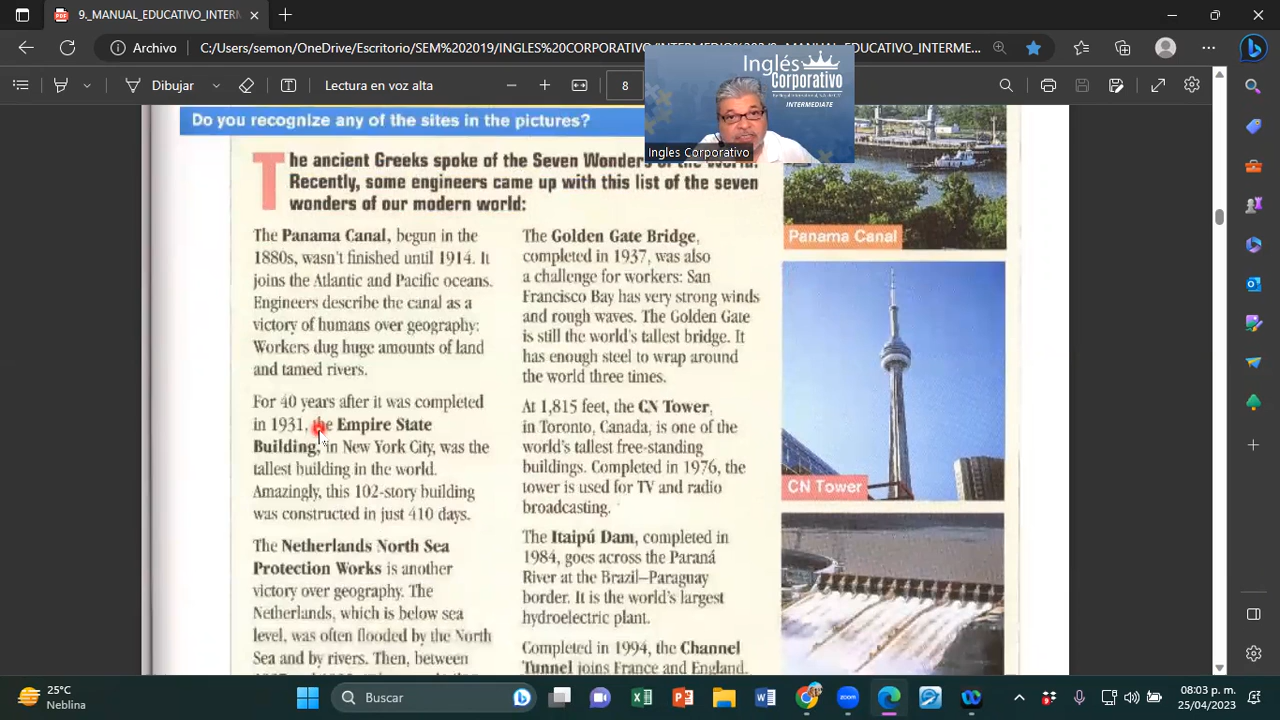 9._MANUAL_EDUCATIVO_INTERM
Archivo
C:/Users/semon/OneDrive/Escritorio/SEM%202019/INGLES%20CORPORATIVO/INTERMEDIO
_MANUAL_EDUCATIVO_INTERME...
Dibujar
Lectura en voz alta
8
Inglés
Corporativo
INTERMEDIATE
Ingles Corporativo
Do you recognize any of the sites in the pictures?
The ancient Greeks spoke of the Seven Wonders of the World.
Recently, some engineers came up with this list of the seven
wonders of our modern world:
The Panama Canal, begun in the
1880s, wasn't finished until 1914. It
joins the Atlantic and Pacific oceans.
Engineers describe the canal as a
victory of humans over geography:
Workers dug huge amounts of land
and tamed rivers.
For 40 years after it was completed
in 1931, the Empire State
Building, in New York City, was the
tallest building in the world.
Amazingly, this 102-story building
was constructed in just 410 days.
The Netherlands North Sea
Protection Works is another
victory over geography. The
Netherlands, which is below sea
level, was often flooded by the North
Sea and by rivers. Then, between
The Golden Gate Bridge,
completed in 1937, was also
a challenge for workers: San
Francisco Bay has very strong winds
and rough waves. The Golden Gate
is still the world's tallest bridge. It
has enough steel to wrap around
the world three times.
At 1,815 feet, the CN Tower,
in Toronto, Canada, is one of the
world's tallest free-standing
buildings. Completed in 1976, the
tower is used for TV and radio
broadcasting.
The Itaipú Dam, completed in
1984, goes across the Paraná
River at the Brazil–Paraguay
border. It is the world's largest
hydroelectric plant.
Completed in 1994, the Channel
Tunnel joins France and England.
Panama Canal
CN Tower
25°C
Neblina
Buscar
zoom
08:03 p. m.
25/04/2023